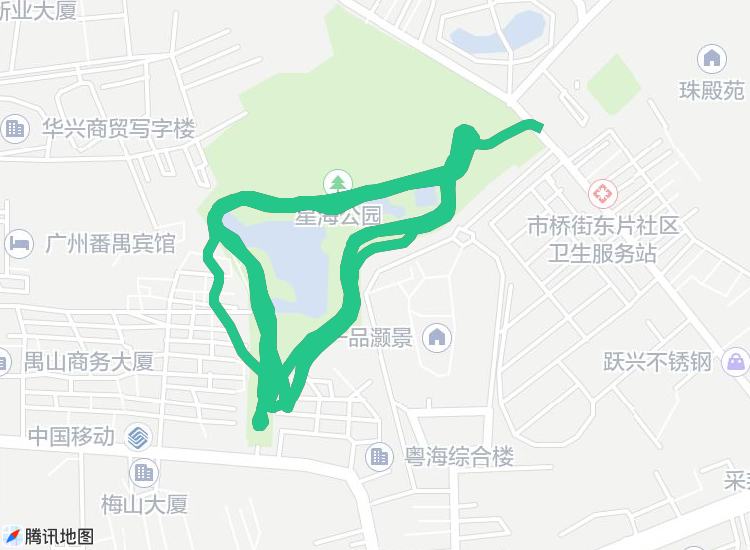 新业大厦
珠殿苑
华兴商贸写字楼
星海公园
市桥街东片社区
卫生服务站
广州番禺宾馆
一品灏景
禺山商务大厦
跃兴不锈钢
中国移动
粤海综合楼
梅山大厦
腾讯地图